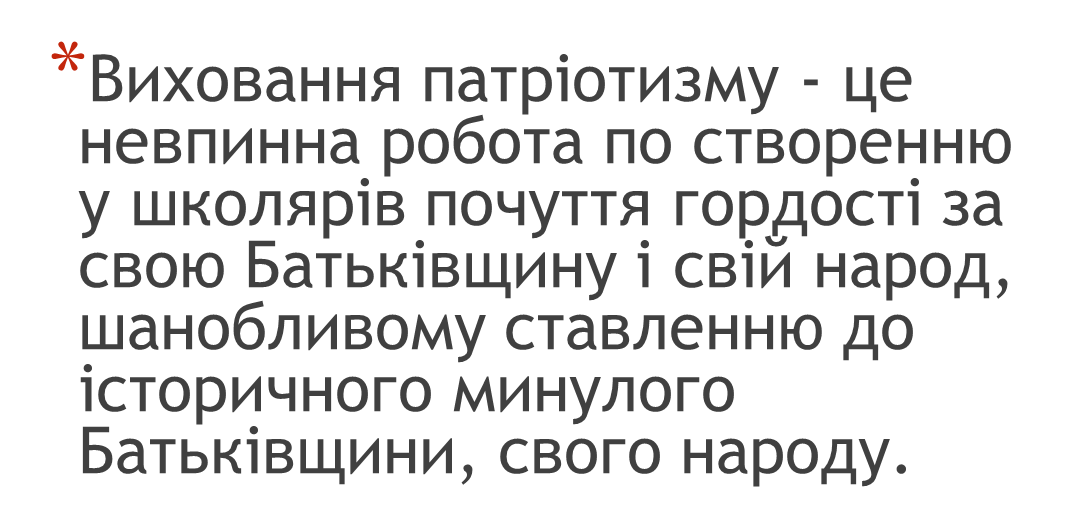 *Виховання патріотизму - це
невпинна робота по створенню
у школярів почуття гордості за
свою Батьківщину і свій народ,
шанобливому ставленню до
історичного минулого
Батьківщини, свого народу.